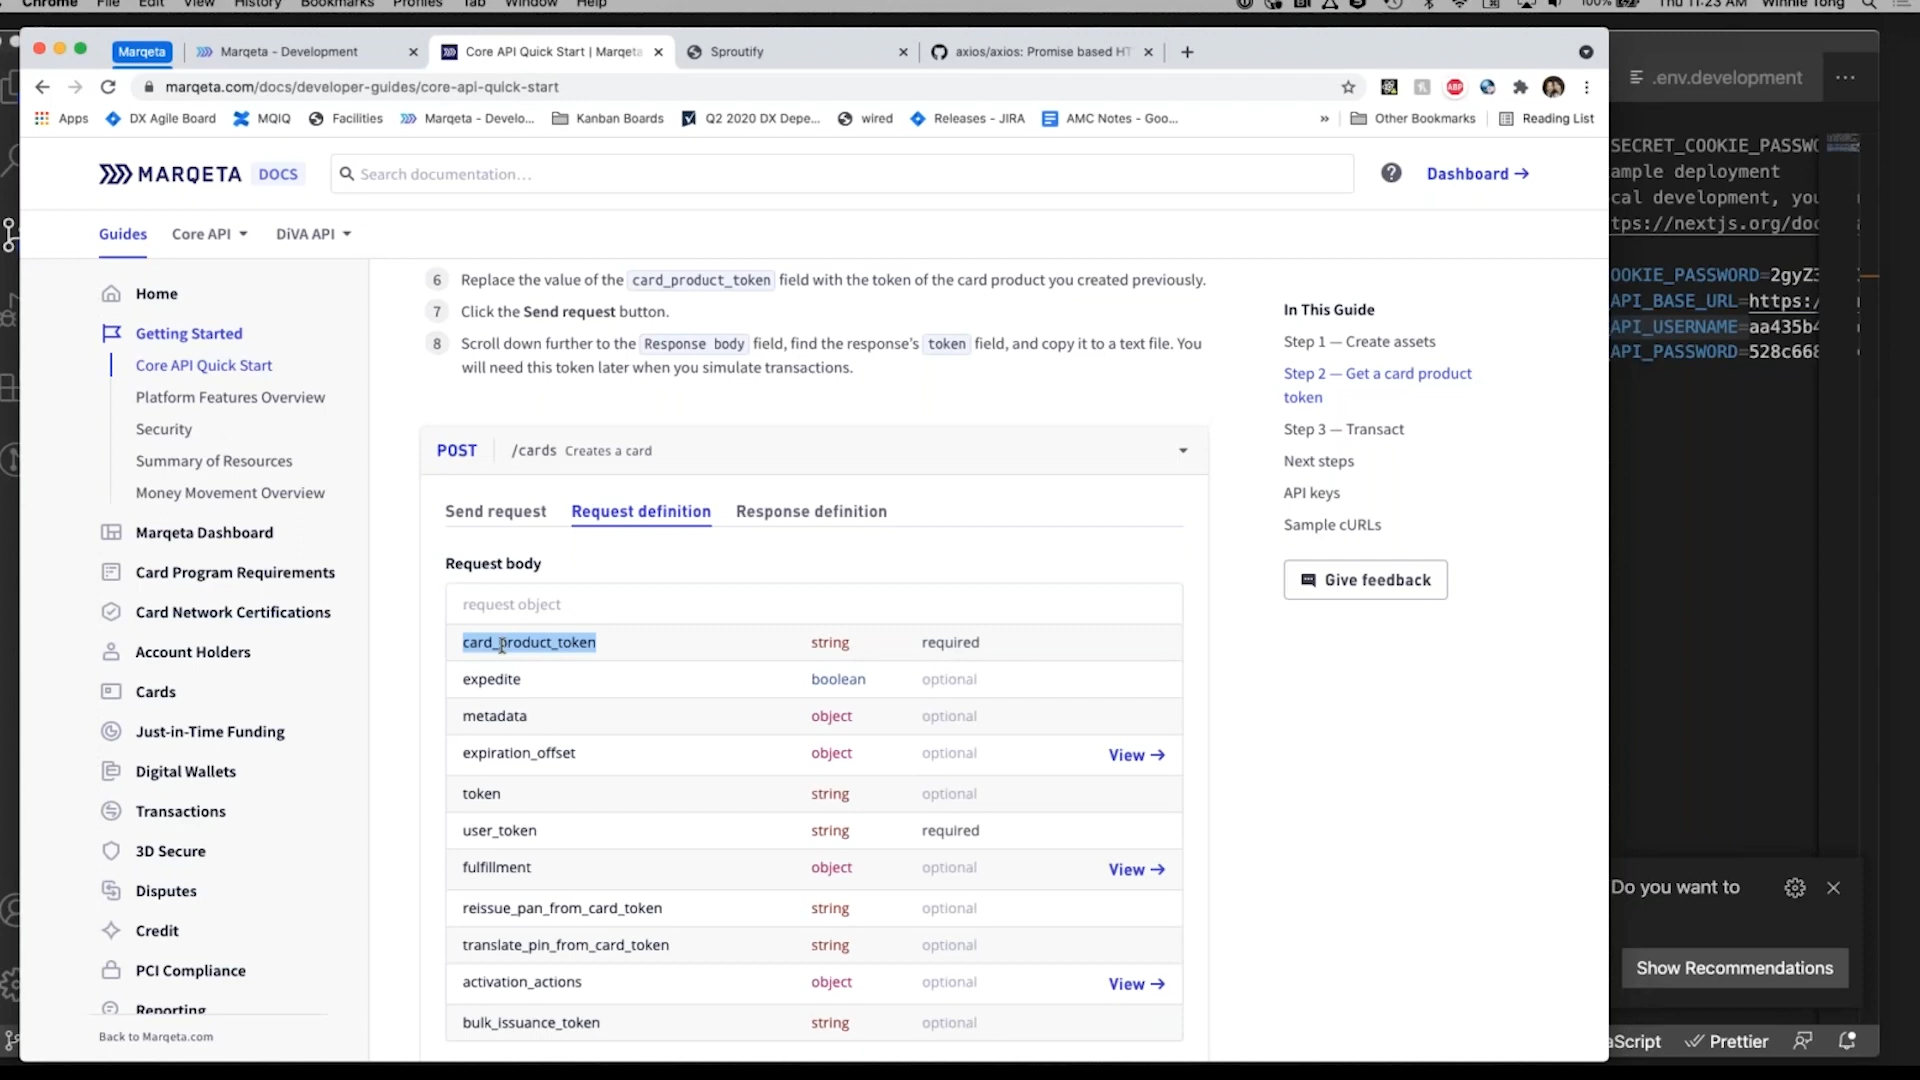 Chrome File Edit View History Bookmarks Profiles Tab Window Help 100% Thu 11:23 AM Winnie Tong
Marqeta Marqeta - Development Core API Quick Start | Marqeta Sproutify axios/axios: Promise based HT
.env.development
marqeta.com/docs/developer-guides/core-api-quick-start
Apps DX Agile Board MQIQ Facilities Marqeta - Develo... Kanban Boards Q2 2020 DX Depe... wired Releases - JIRA AMC Notes - Goo... » Other Bookmarks Reading List
MARQETA DOCS Search documentation... Dashboard →
Guides Core API DiVA API
Home
Getting Started
Core API Quick Start
Platform Features Overview
Security
Summary of Resources
Money Movement Overview
Marqeta Dashboard
Card Program Requirements
Card Network Certifications
Account Holders
Cards
Just-in-Time Funding
Digital Wallets
Transactions
3D Secure
Disputes
Credit
PCI Compliance
Reporting
Back to Marqeta.com
6 Replace the value of the card_product_token field with the token of the card product you created previously.
7 Click the Send request button.
8 Scroll down further to the Response body field, find the response’s token field, and copy it to a text file. You
will need this token later when you simulate transactions.
POST /cards Creates a card
Send request Request definition Response definition
Request body
request object
card_product_token string required
expedite boolean optional
metadata object optional
expiration_offset object optional View →
token string optional
user_token string required
fulfillment object optional View →
reissue_pan_from_card_token string optional
translate_pin_from_card_token string optional
activation_actions object optional View →
bulk_issuance_token string optional
In This Guide
Step 1 — Create assets
Step 2 — Get a card product
token
Step 3 — Transact
Next steps
API keys
Sample cURLs
Give feedback
SECRET_COOKIE_PASSWO
ample deployment
cal development, you
tps://nextjs.org/doc
OOKIE_PASSWORD=2gyZ3
API_BASE_URL=https:/
API_USERNAME=aa435b4
API_PASSWORD=528c668
Do you want to
Show Recommendations
aScript Prettier